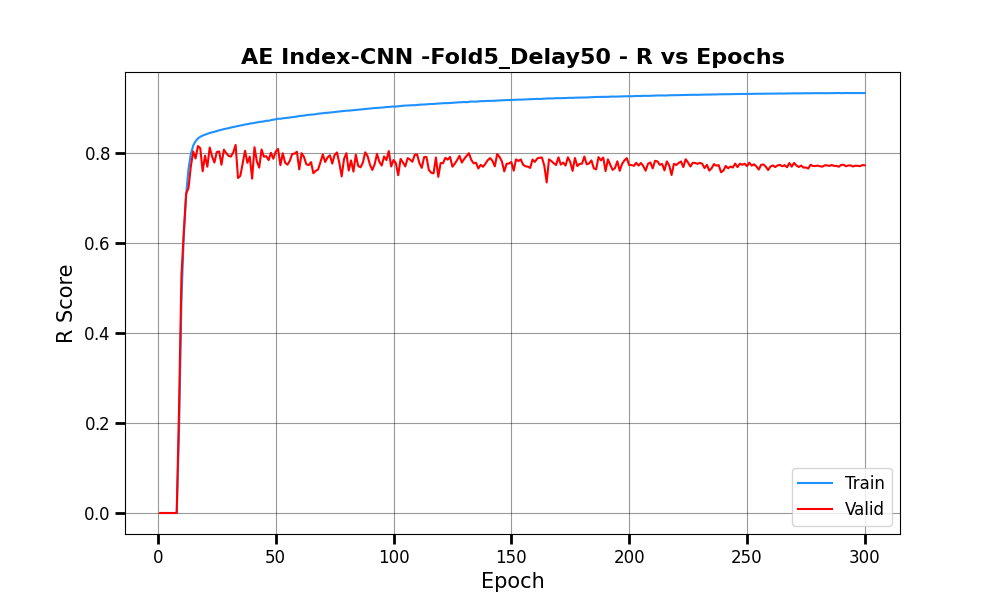 AE Index-CNN -Fold5_Delay50 - R vs Epochs
R Score
0.8
0.6
0.4
0.2
0.0
0 50 100 150 200 250 300
Epoch
Train
Valid